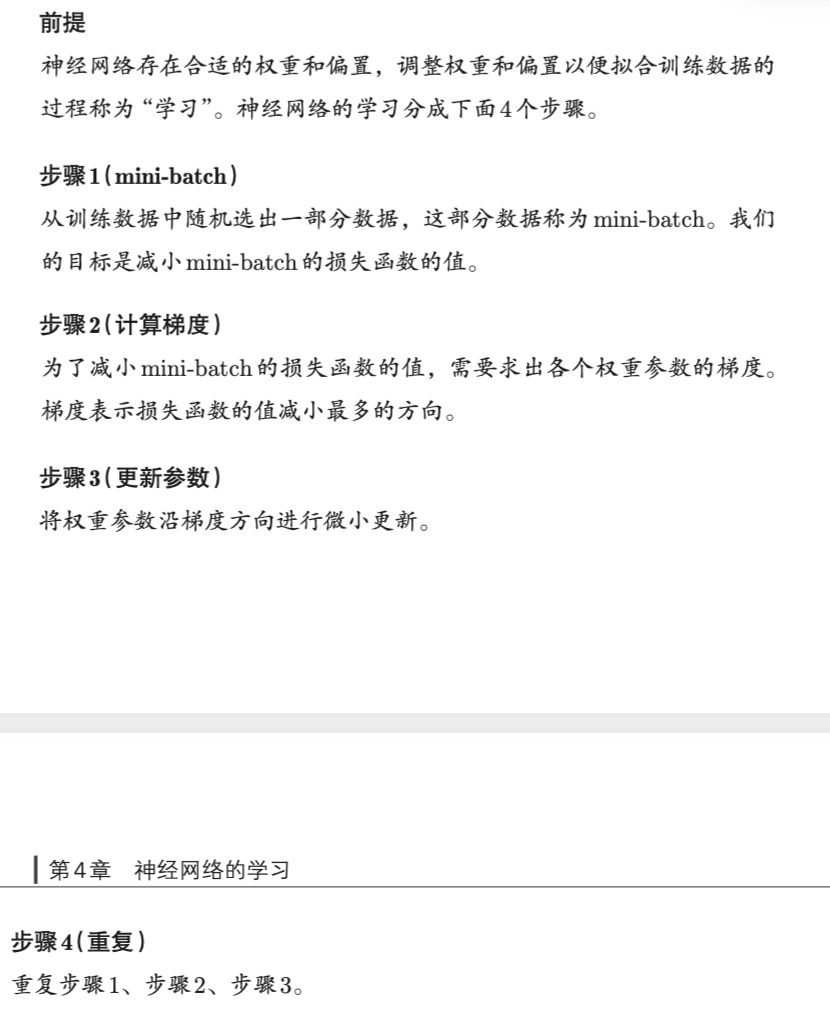 前提
神经网络存在合适的权重和偏置，调整权重和偏置以便拟合训练数据的
过程称为“学习”。神经网络的学习分成下面4个步骤。
步骤1(mini-batch)
从训练数据中随机选出一部分数据，这部分数据称为mini-batch。我们
的目标是减小mini-batch的损失函数的值。
步骤2(计算梯度)
为了减小mini-batch的损失函数的值，需要求出各个权重参数的梯度。
梯度表示损失函数的值减小最多的方向。
步骤3(更新参数)
将权重参数沿梯度方向进行微小更新。
第4章 神经网络的学习
步骤4(重复)
重复步骤1、步骤2、步骤3。